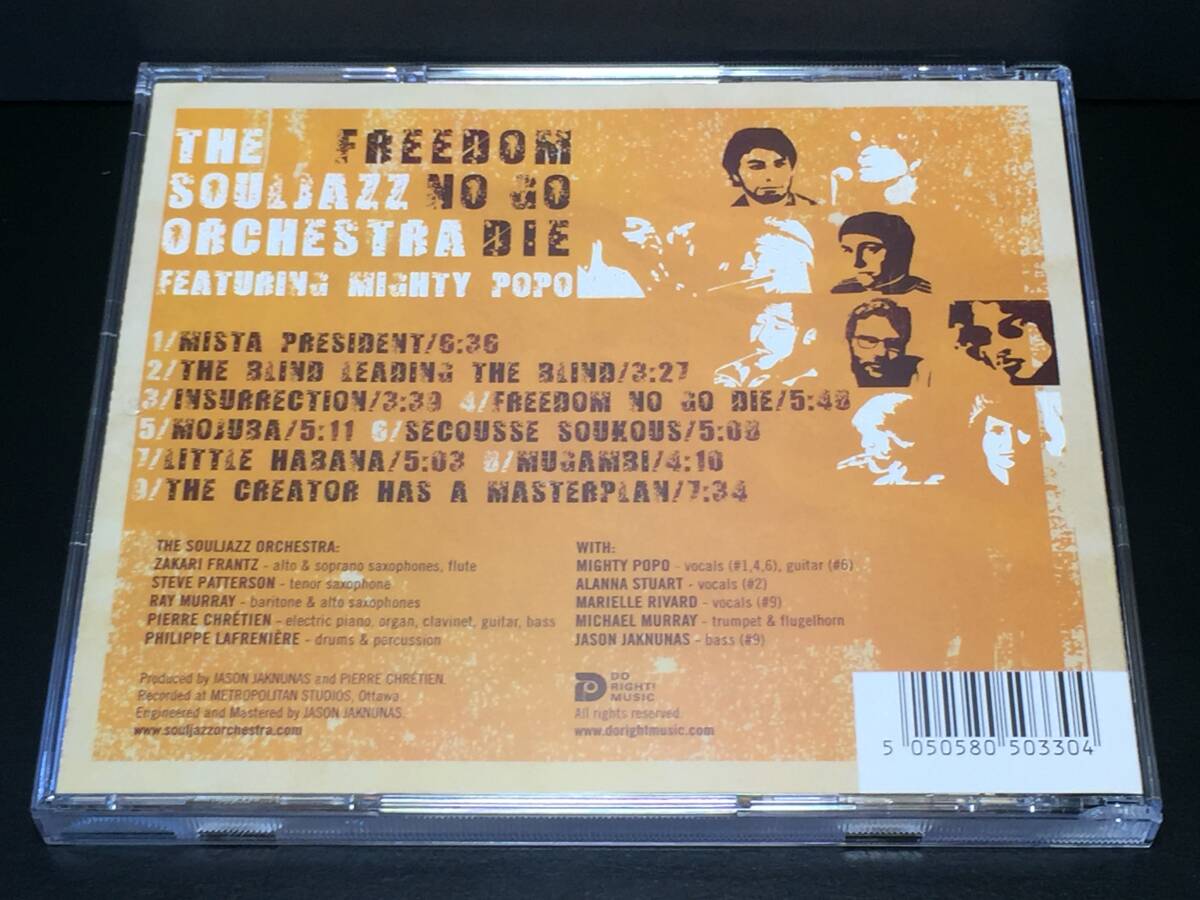 THE FREEDOM
SOULJAZZ NO GO
ORCHESTRA DIE
FEATURING MIGHTY POPO
1/MISTA PRESIDENT/6:36
2/THE BLIND LEADING THE BLIND/3:27
3/INSURRECTION/3:39 4/FREEDOM NO GO DIE/5:48
5/MOJUBA/5:11 6/SECOUSSE SOUKOUS/5:08
7/LITTLE HABANA/5:03 8/MUGAMBI/4:10
9/THE CREATOR HAS A MASTERPLAN/7:34
THE SOULJAZZ ORCHESTRA:
ZAKARI FRANTZ - alto & soprano saxophones, flute
STEVE PATTERSON - tenor saxophone
RAY MURRAY - baritone & alto saxophones
PIERRE CHRÉTIEN - electric piano, organ, clavinet, guitar, bass
PHILIPPE LAFRENIÈRE - drums & percussion
WITH:
MIGHTY POPO - vocals (#1,4,6), guitar (#6)
ALANNA STUART - vocals (#2)
MARIELLE RIVARD - vocals (#9)
MICHAEL MURRAY - trumpet & flugelhorn
JASON JAKNUNAS - bass (#9)
Produced by JASON JAKNUNAS and PIERRE CHRÉTIEN.
Recorded at METROPOLITAN STUDIOS, Ottawa.
Engineered and Mastered by JASON JAKNUNAS.
www.souljazzorchestra.com
DO
RIGHT!
MUSIC
All rights reserved.
www.dorightmusic.com
5 050580 503304